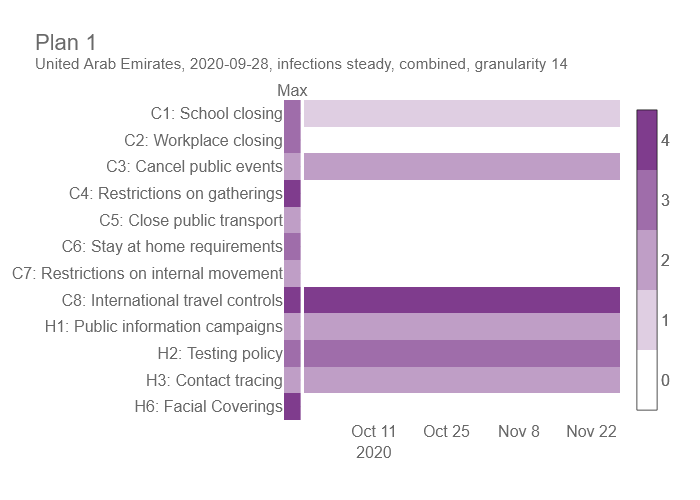 Plan 1
United Arab Emirates, 2020-09-28, infections steady, combined, granularity 14
Max
C1: School closing
C2: Workplace closing
C3: Cancel public events
C4: Restrictions on gatherings
C5: Close public transport
C6: Stay at home requirements
C7: Restrictions on internal movement
C8: International travel controls
H1: Public information campaigns
H2: Testing policy
H3: Contact tracing
H6: Facial Coverings
4
3
2
1
0
Oct 11 Oct 25 Nov 8 Nov 22
2020